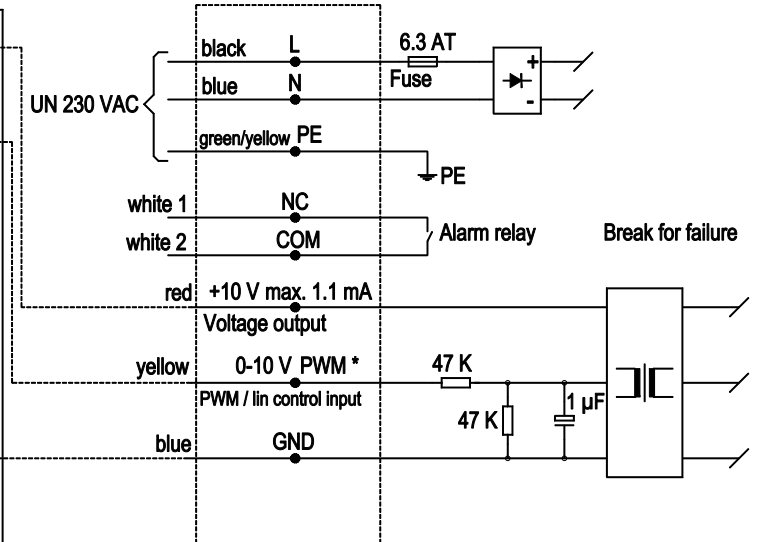 black L 6.3 AT
Fuse
+
UN 230 VAC blue N
-
green/yellow PE
PE
white 1 NC
Alarm relay Break for failure
white 2 COM
red +10 V max. 1.1 mA
Voltage output
yellow 0-10 V PWM * 47 K
PWM / lin control input
47 K 1 µF
blue GND